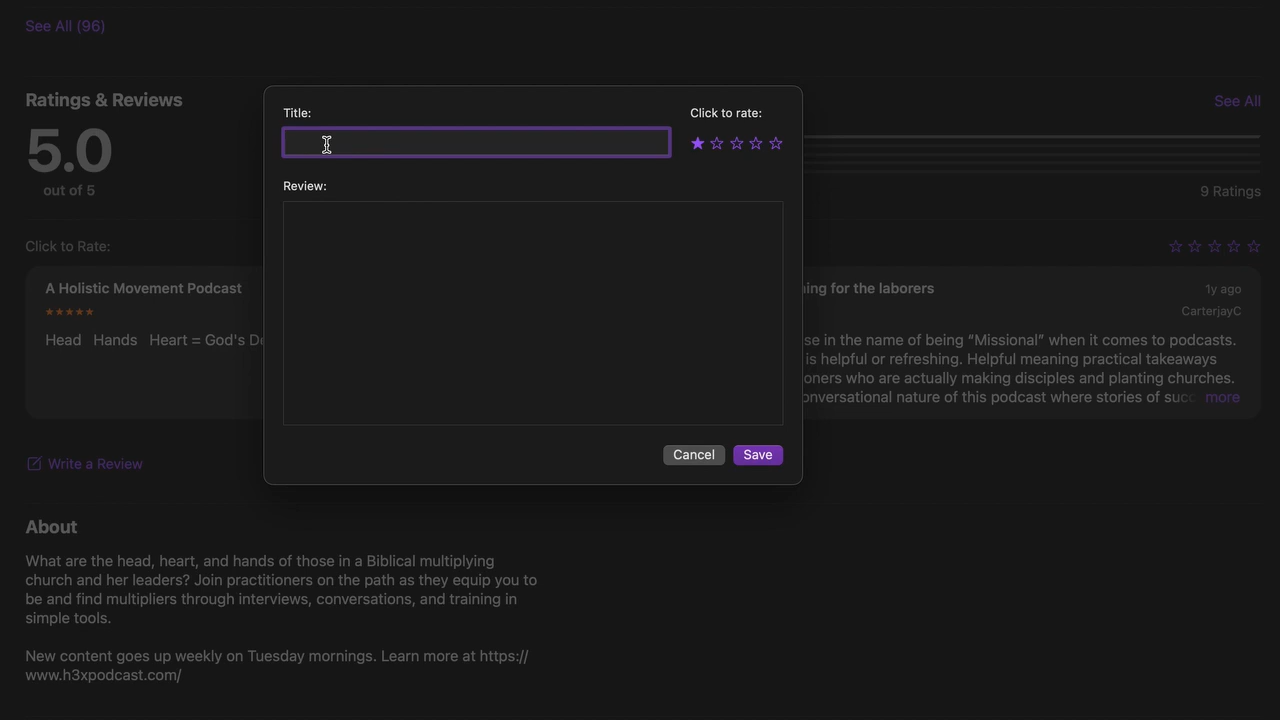 See All (96)
Ratings & Reviews
See All
5.0
out of 5
9 Ratings
Click to Rate:
Title:
Click to rate:
Review:
Cancel
Save
A Holistic Movement Podcast
Head Hands Heart = God's
ing for the laborers
1y ago
CarterjayC
se in the name of being “Missional” when it comes to podcasts.
is helpful or refreshing. Helpful meaning practical takeaways
oners who are actually making disciples and planting churches.
onversational nature of this podcast where stories of
more
Write a Review
About
What are the head, heart, and hands of those in a Biblical multiplying
church and her leaders? Join practitioners on the path as they equip you to
be and find multipliers through interviews, conversations, and training in
simple tools.
New content goes up weekly on Tuesday mornings. Learn more at https://
www.h3xpodcast.com/